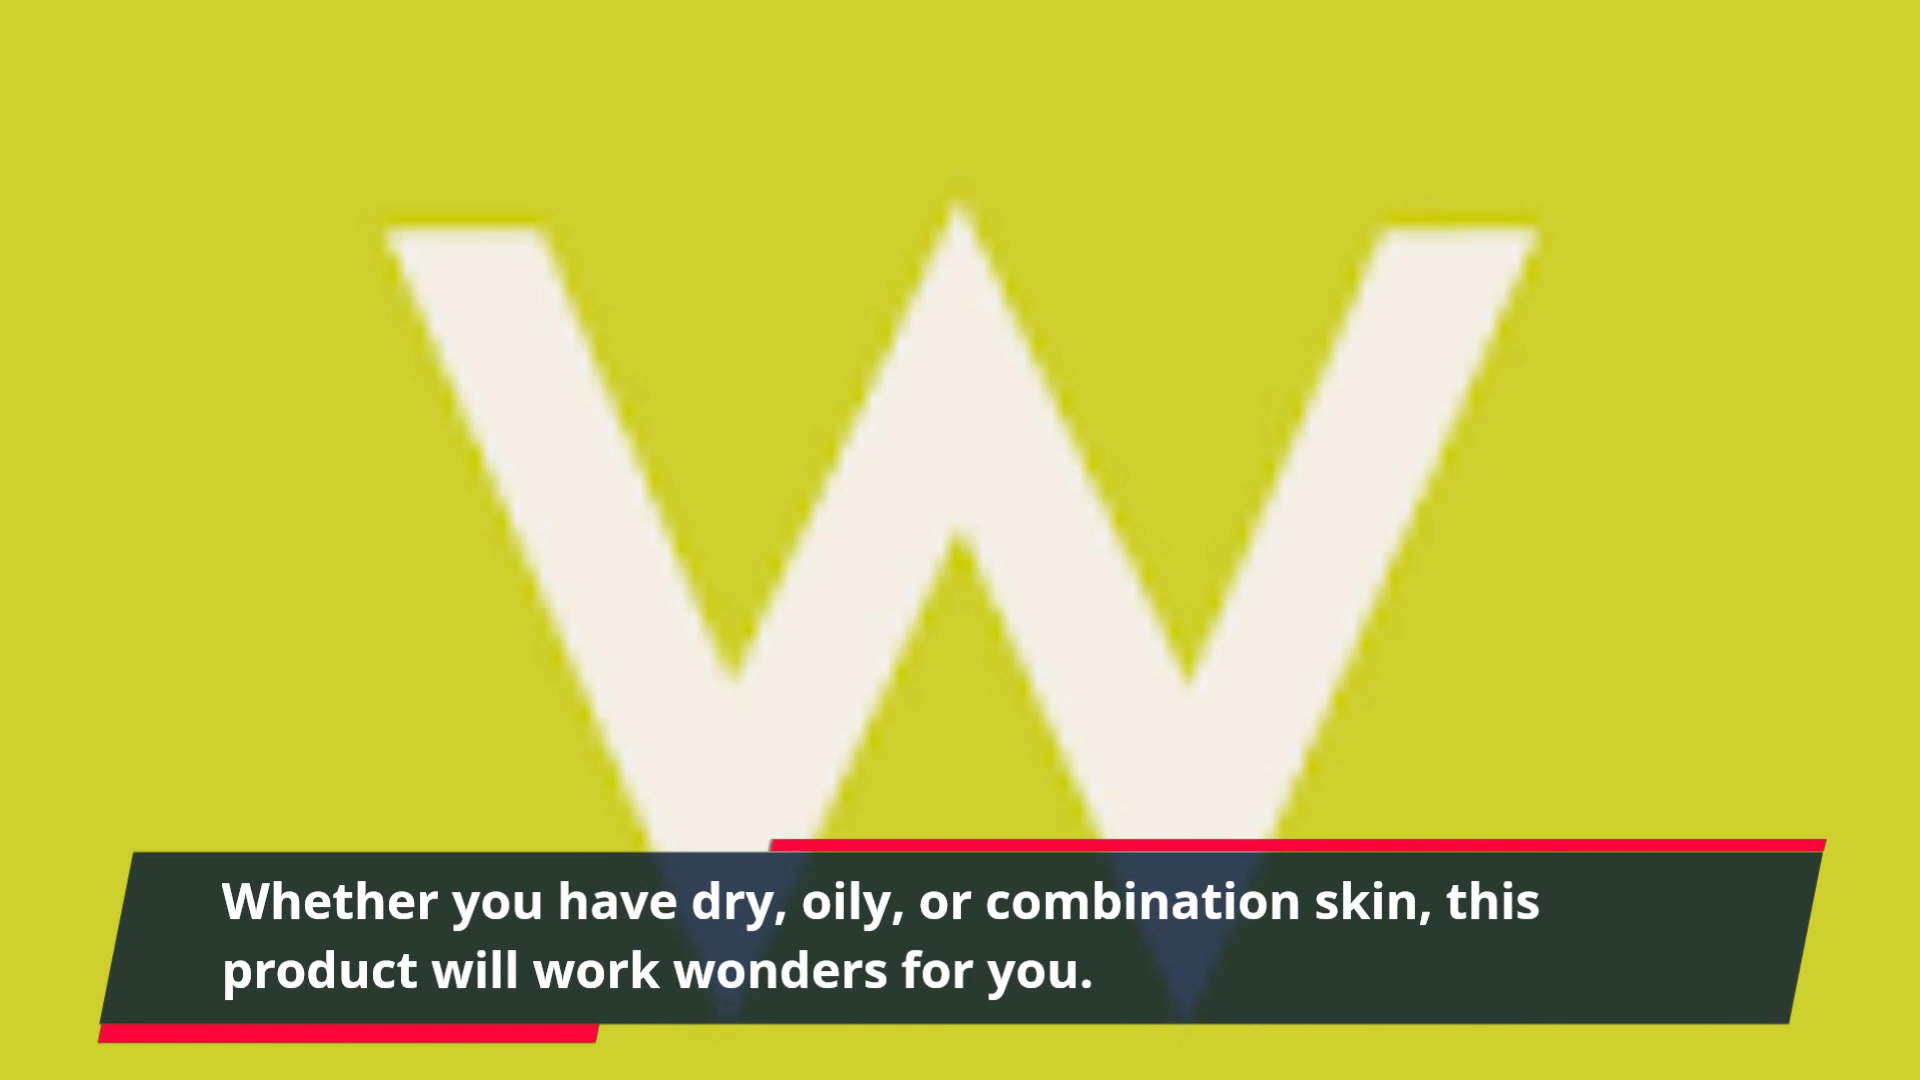 W
Whether you have dry, oily, or combination skin, this
product will work wonders for you.